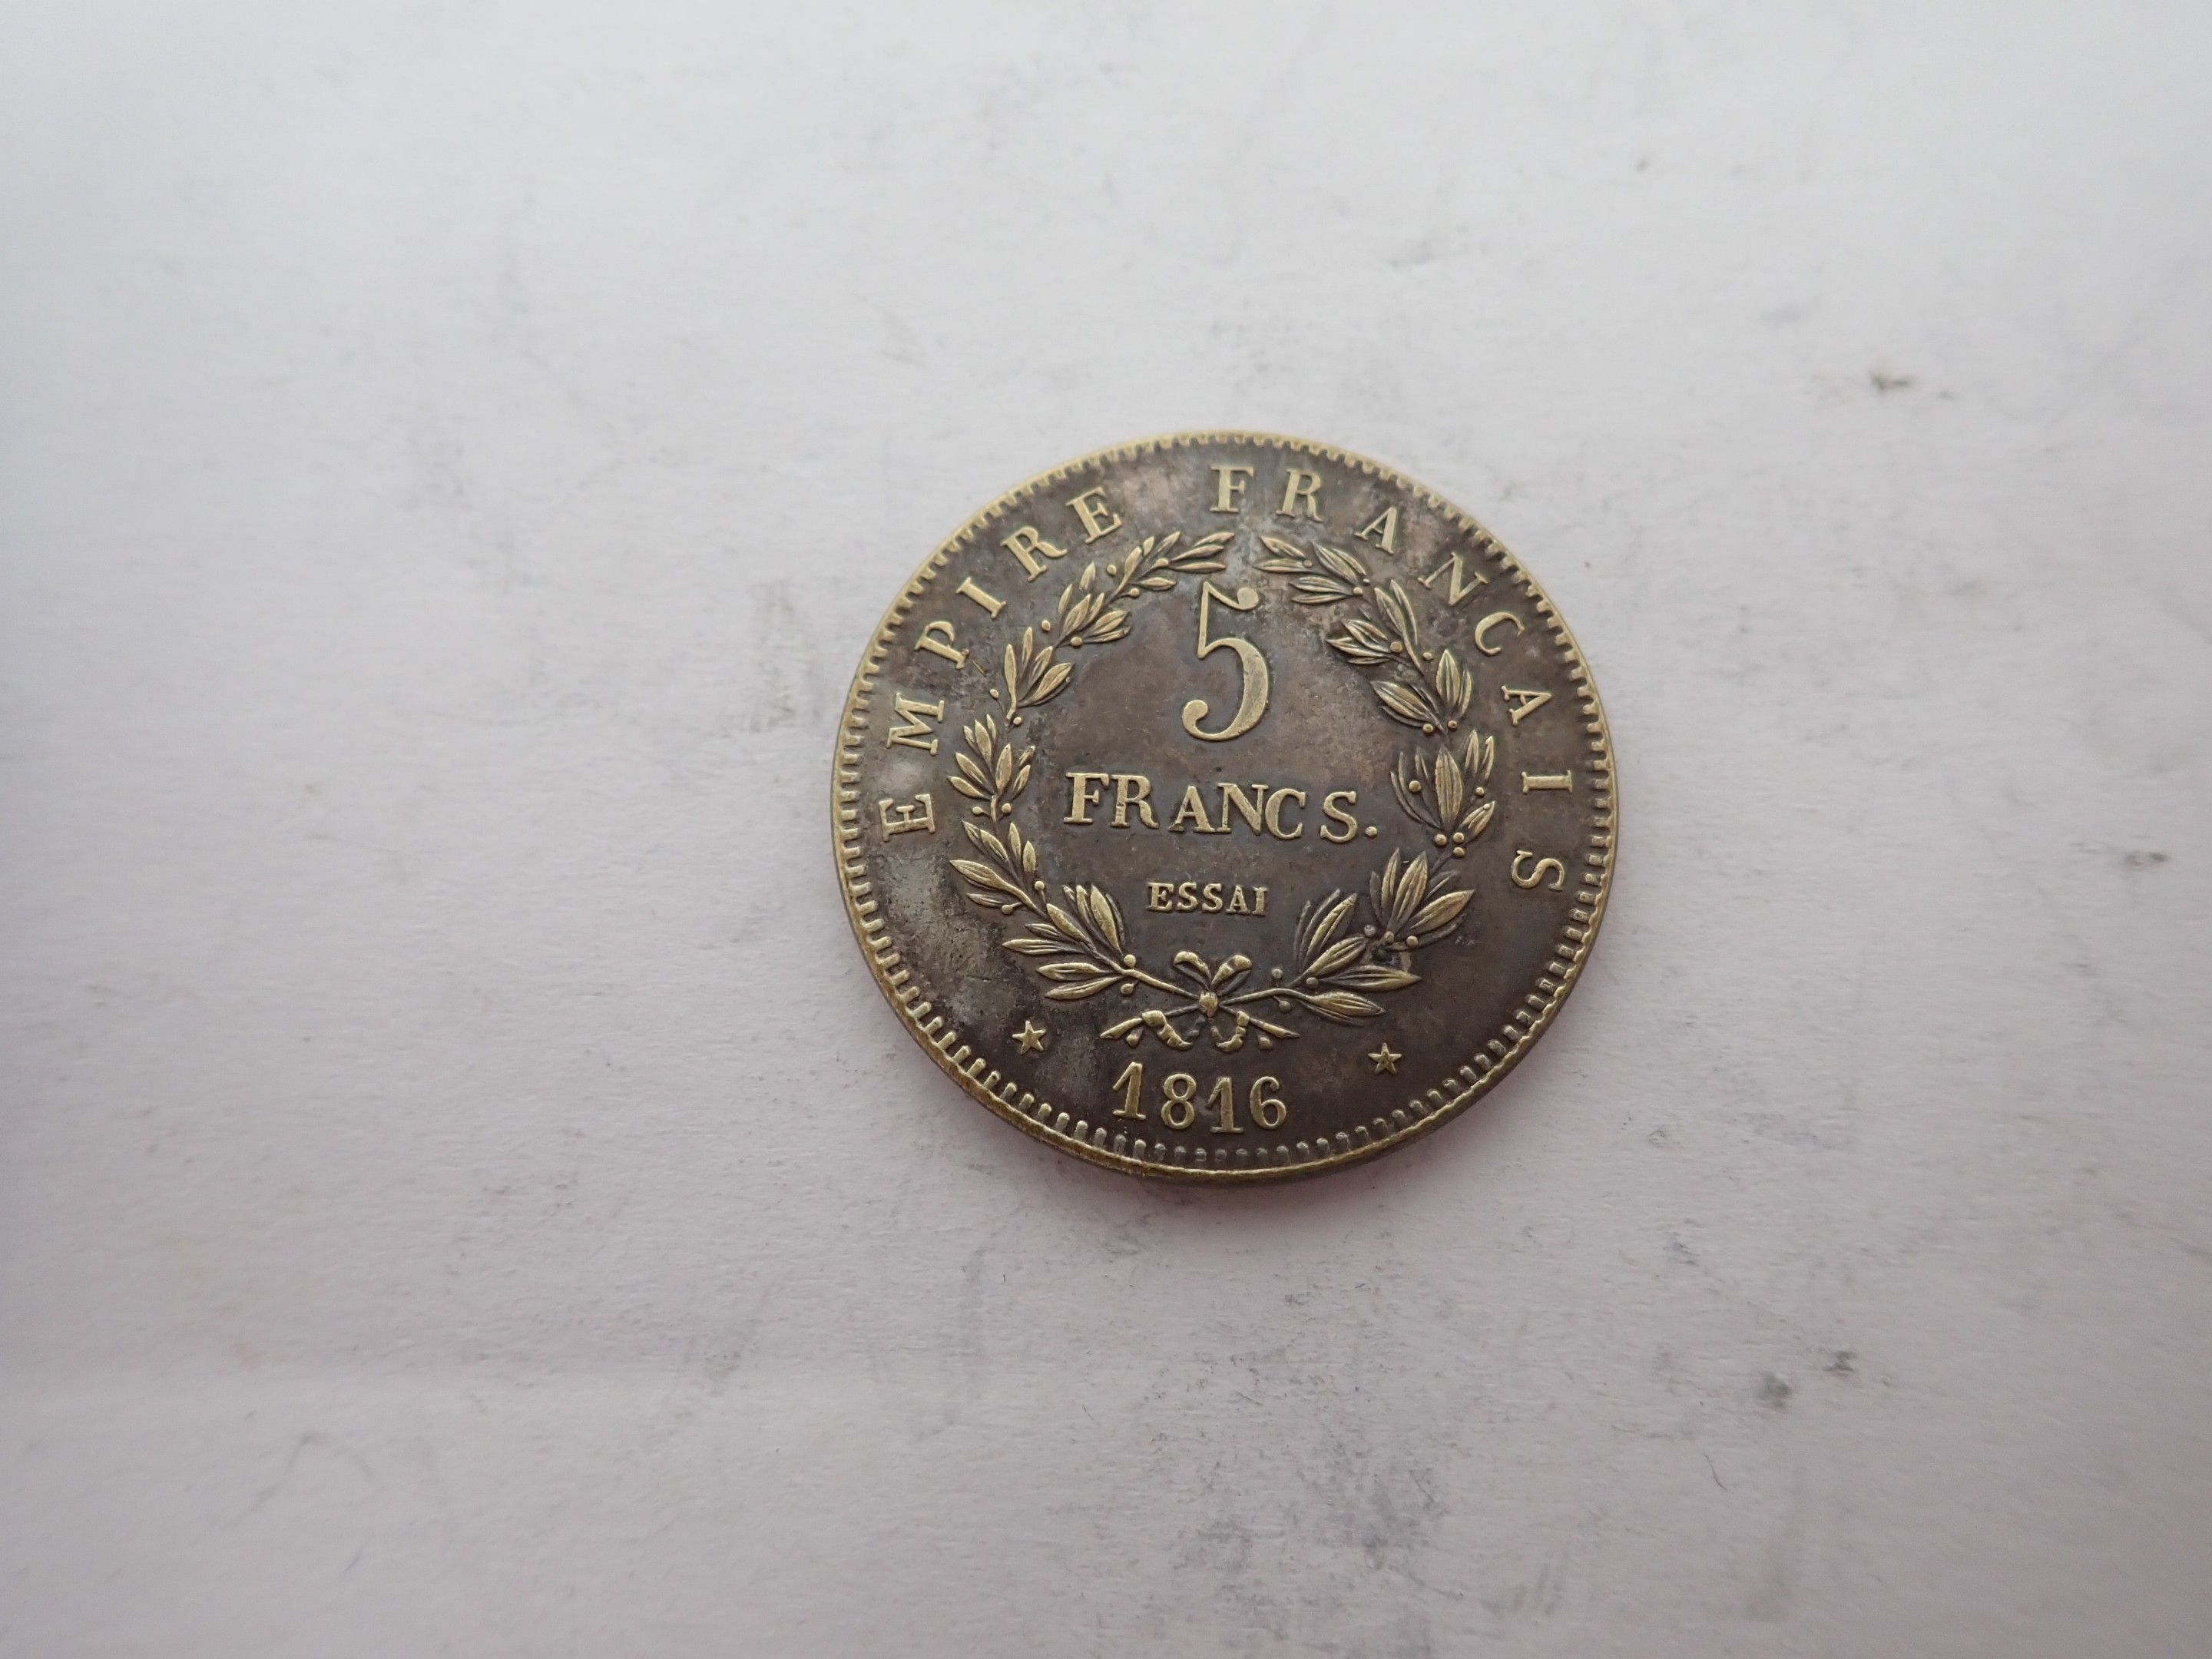 EMPIRE FRANCAIS
5
FRANCS.
ESSAI
1816